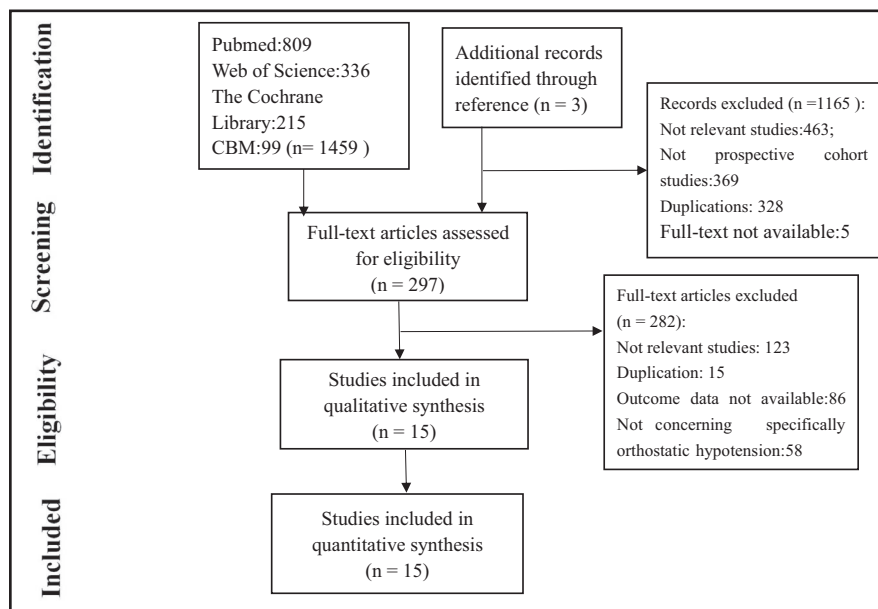 Identification
Screening
Eligibility
Included
Pubmed:809
Web of Science:336
The Cochrane
Library:215
CBM:99 (n= 1459 )
Additional records
identified through
reference (n = 3)
Records excluded (n =1165 ):
Not relevant studies:463;
Not prospective cohort
studies:369
Duplications: 328
Full-text not available:5
Full-text articles assessed
for eligibility
(n = 297)
Full-text articles excluded
(n = 282):
Not relevant studies: 123
Duplication: 15
Outcome data not available:86
Not concerning specifically
orthostatic hypotension:58
Studies included in
qualitative synthesis
(n = 15)
Studies included in
quantitative synthesis
(n = 15)